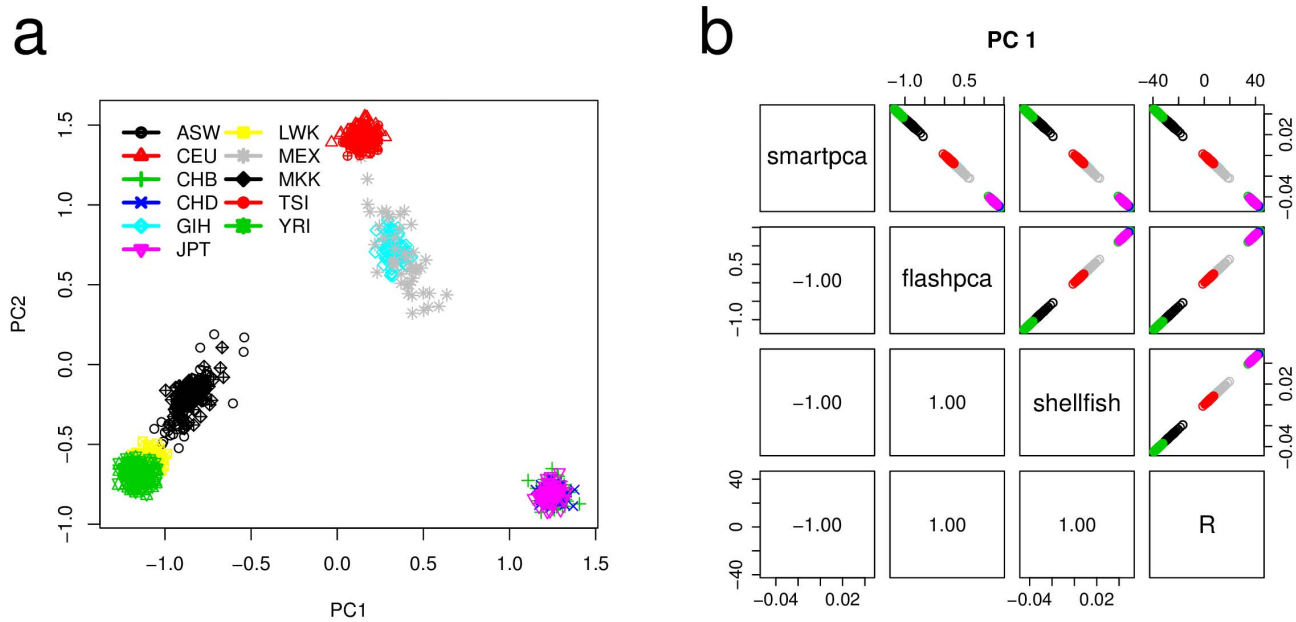 a
ASW LWK
CEU MEX
CHB MKK
CHD TSI
GIH YRI
JPT
PC2
1.5
1.0
0.5
0.0
−0.5
−1.0
−1.0 −0.5 0.0 0.5 1.0 1.5
PC1
b
PC 1
−1.0 0.5 −40 0 40
smartpca
0.02
−0.04
0.5
−1.0
−1.00
flashpca
−1.00
1.00
shellfish
0.02
−0.04
40
0
−40
−1.00
1.00
1.00
R
−0.04 0.02 −0.04 0.02